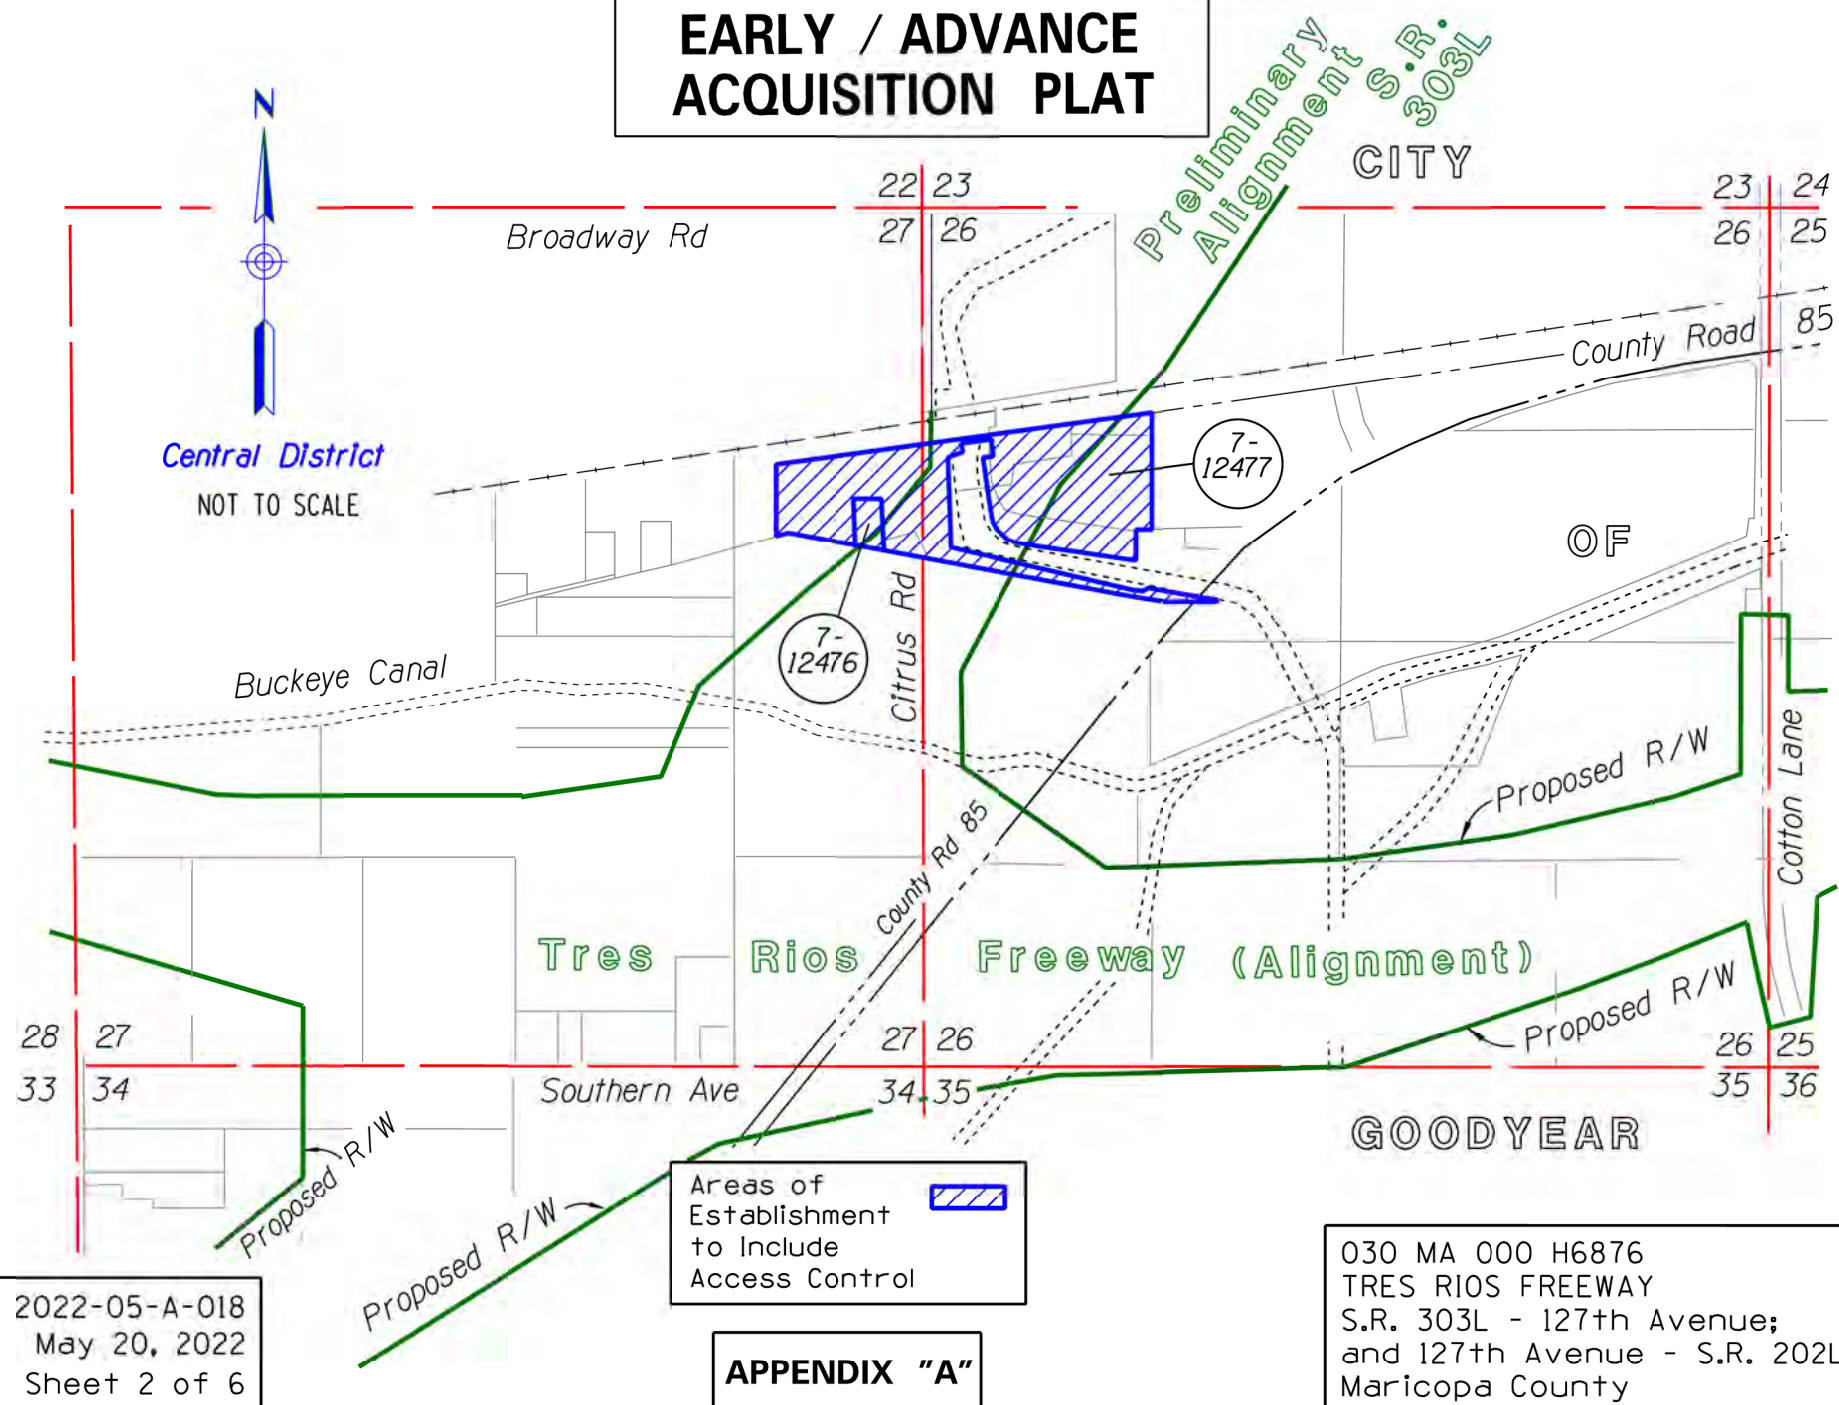 EARLY / ADVANCE
ACQUISITION PLAT
Preliminary
Alignment
S.R.
303L
N
CITY
22 23
27 26
23 24
26 25
Broadway Rd
County Road 85
Central District
NOT TO SCALE
7-
12477
OF
7-
12476
Citrus Rd
Buckeye Canal
Proposed R/W
Cotton Lane
County Rd 85
Tres Rios Freeway (Alignment)
Proposed R/W
28 27
33 34
27 26
34 35
26 25
35 36
Southern Ave
GOODYEAR
Proposed R/W
Proposed R/W
Areas of
Establishment
to Include
Access Control
2022-05-A-018
May 20, 2022
Sheet 2 of 6
APPENDIX "A"
030 MA 000 H6876
TRES RIOS FREEWAY
S.R. 303L - 127th Avenue;
and 127th Avenue - S.R. 202L
Maricopa County